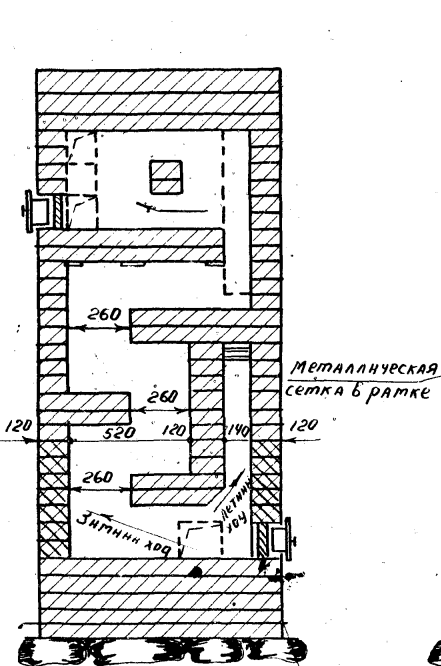 260
Металлическая
сетка в рамке
260
120 520 120 140 120
260
Летний ход
Зимний ход